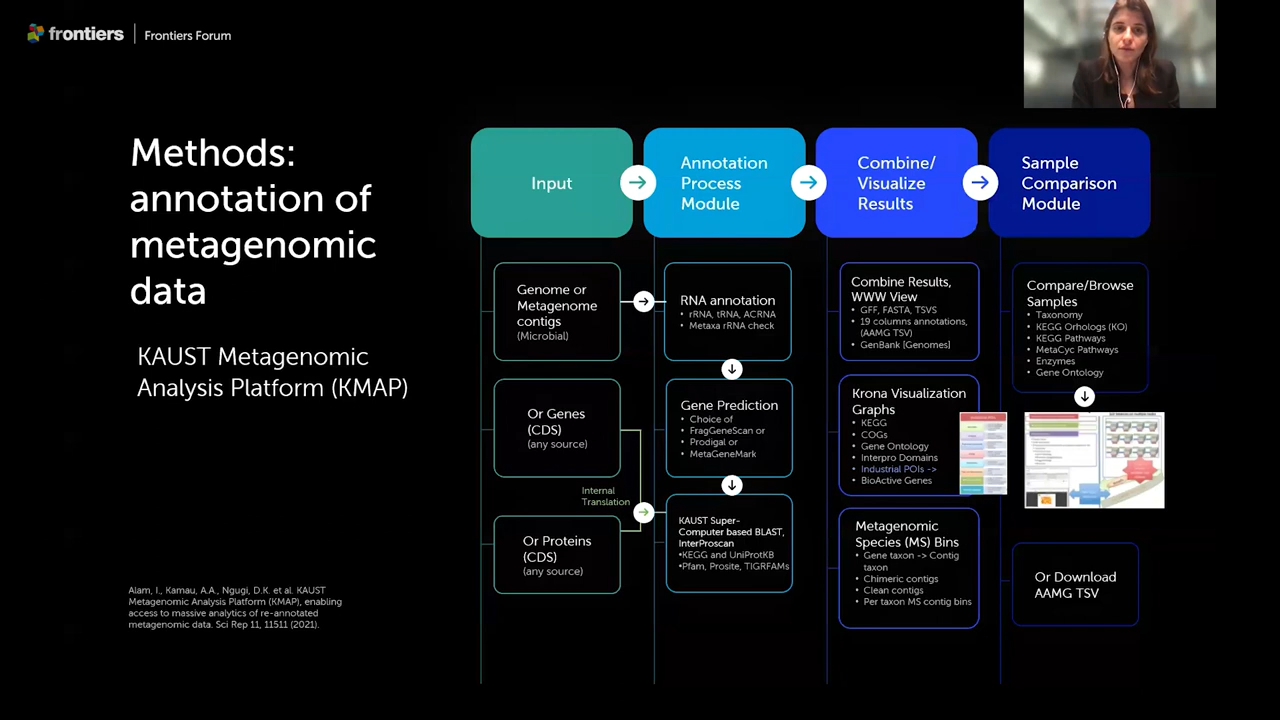 frontiers
Frontiers Forum
Methods:
annotation of
metagenomic
data
KAUST Metagenomic
Analysis Platform (KMAP)
Alam, I., Kamau, A.A., Ngugi, D.K. et al. KAUST
Metagenomic Analysis Platform (KMAP), enabling
access to massive analytics of re-annotated
metagenomic data. Sci Rep 11, 11511 (2021).
Input
Genome or
Metagenome
contigs
(Microbial)
Or Genes
(CDS)
(any source)
Internal
Translation
Or Proteins
(CDS)
(any source)
Annotation
Process
Module
RNA annotation
• rRNA, tRNA, ACRNA
• Metaxa rRNA check
Gene Prediction
• Choice of
• FragGeneScan or
• Prodigal or
• MetaGeneMark
KAUST Super-
Computer based BLAST,
InterProscan
•KEGG and UniProtKB
•Pfam, Prosite, TIGRFAMs
Combine/
Visualize
Results
Combine Results,
WWW View
• GFF, FASTA, TSVS
• 19 columns annotations,
(AAMG TSV)
• GenBank [Genomes]
Krona Visualization
Graphs
• KEGG
• COGs
• Gene Ontology
• Interpro Domains
• Industrial POIs ->
• BioActive Genes
Metagenomic
Species (MS) Bins
• Gene taxon -> Contig
taxon
• Chimeric contigs
• Clean contigs
• Per taxon MS contig bins
Sample
Comparison
Module
Compare/Browse
Samples
• Taxonomy
• KEGG Orhologs (KO)
• KEGG Pathways
• MetaCyc Pathways
• Enzymes
• Gene Ontology
Or Download
AAMG TSV